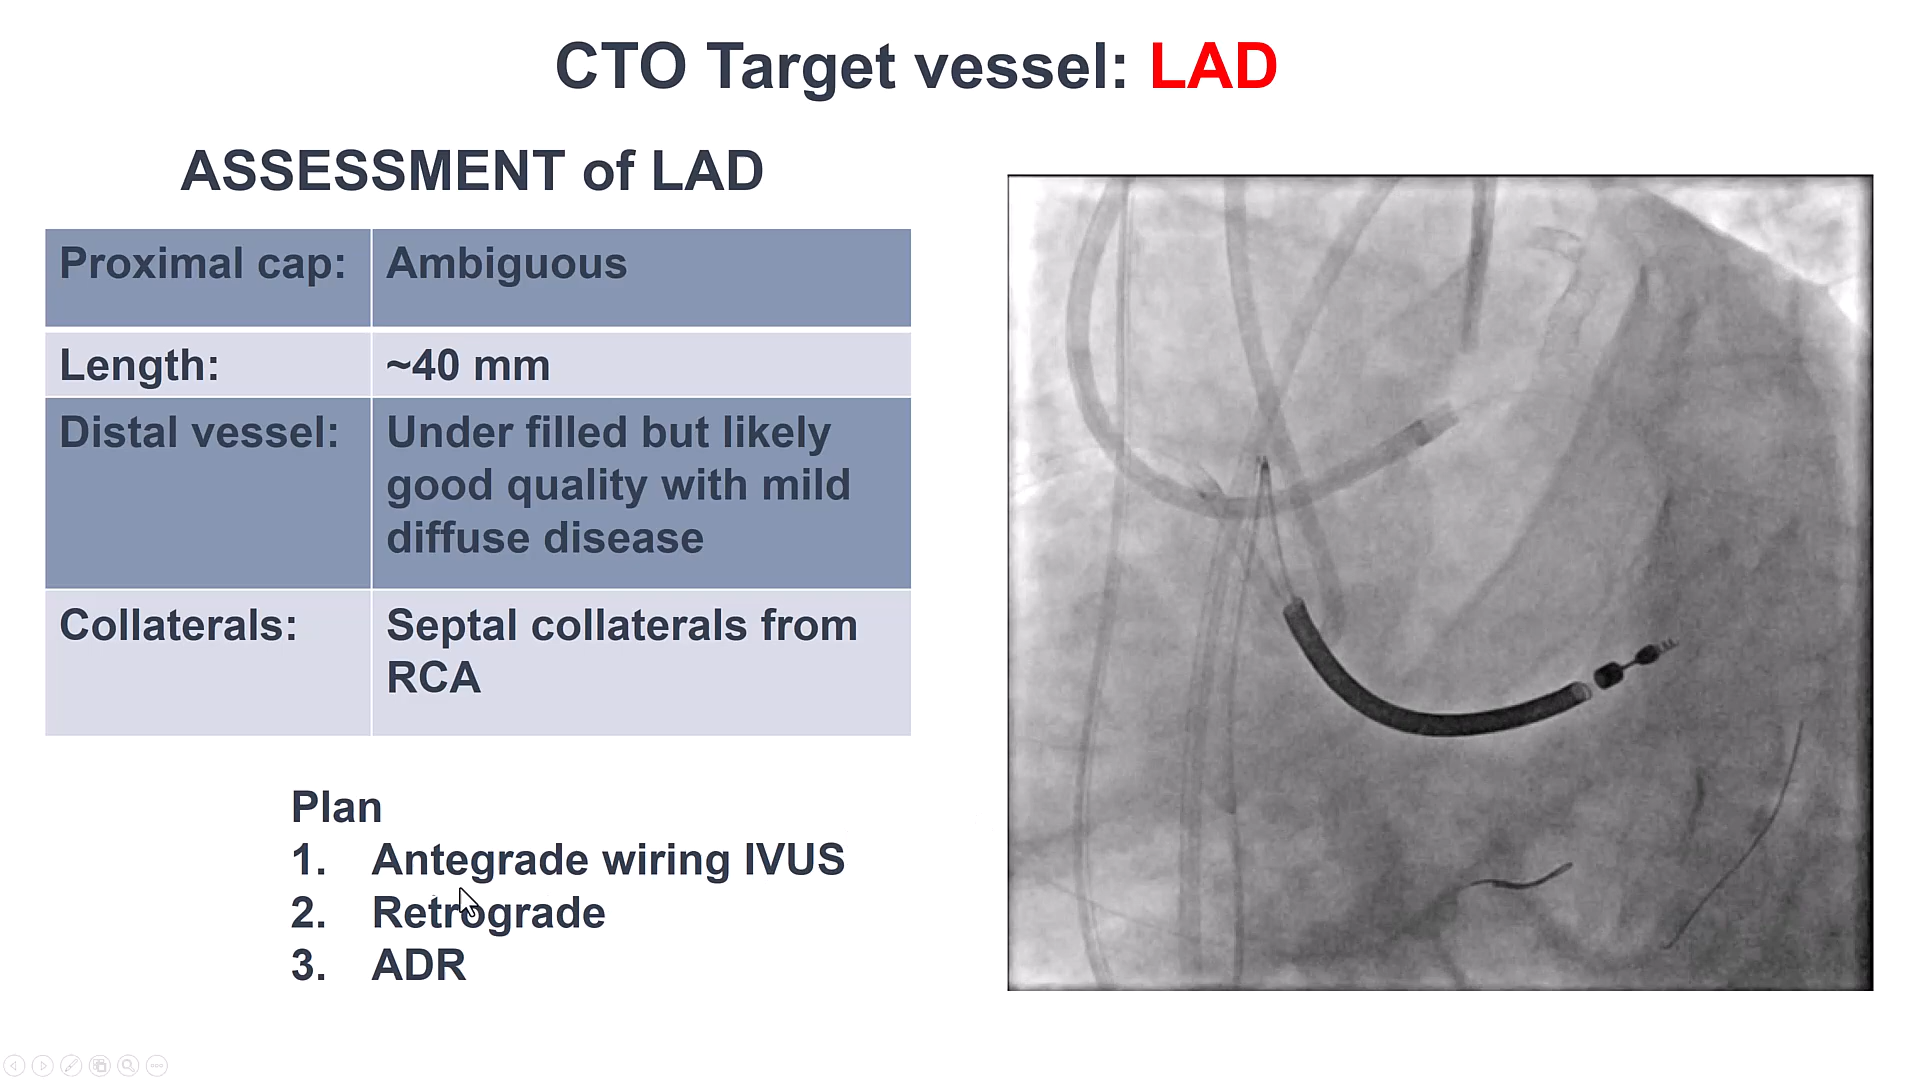 CTO Target vessel: LAD
ASSESSMENT of LAD
Proximal cap: Ambiguous
Length: ~40 mm
Distal vessel: Under filled but likely
good quality with mild
diffuse disease
Collaterals: Septal collaterals from
RCA
Plan
1. Antegrade wiring IVUS
2. Retrograde
3. ADR